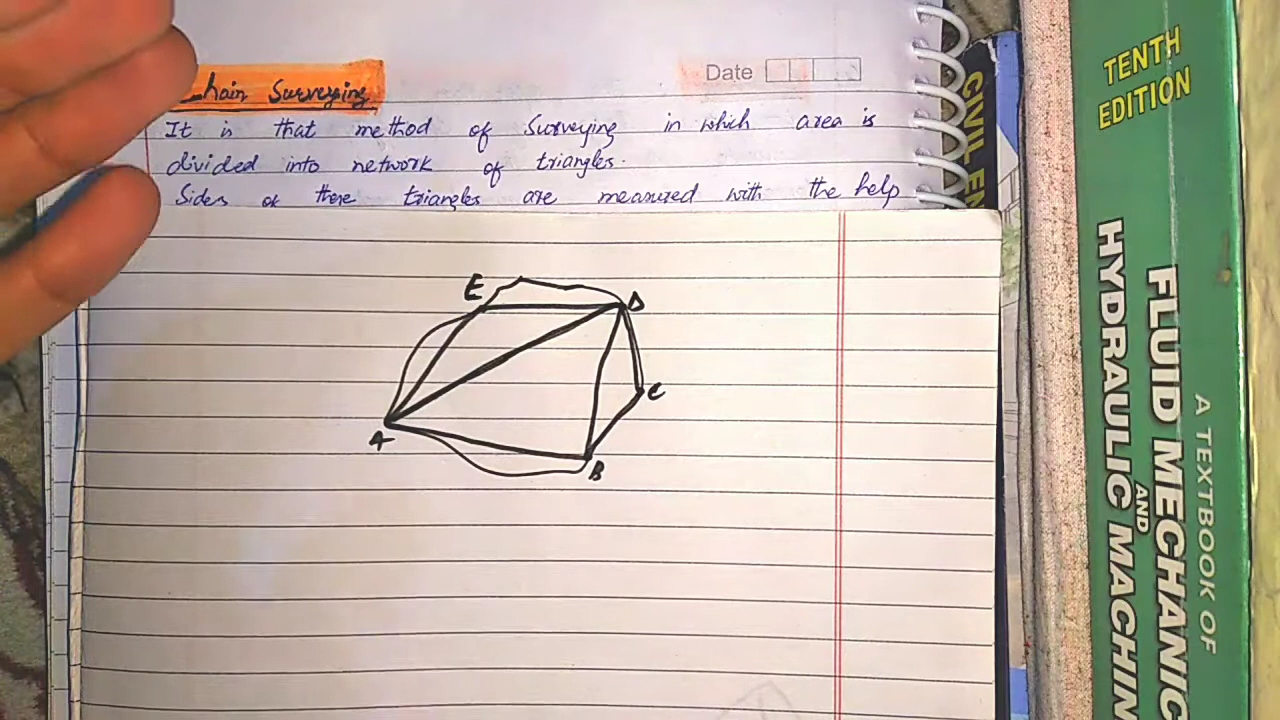 hain Surveying
Date
It is that method of Surveying in which area is
divided into network of triangles.
Sides of these triangles are measured with the help
E
D
C
A
B
CIVIL EN
TENTH
EDITION
A TEXTBOOK OF
FLUID MECHANIC
AND
HYDRAULIC MACHIN